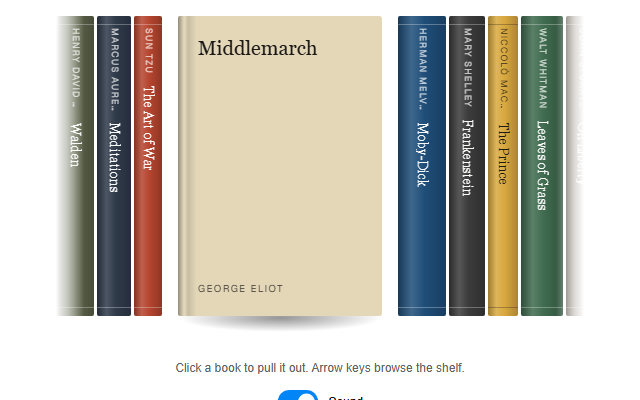 HENRY DAVID …
Walden
MARCUS AURE…
Meditations
SUN TZU
The Art of War
Middlemarch
GEORGE ELIOT
HERMAN MELV…
Moby-Dick
MARY SHELLEY
Frankenstein
NICCOLÒ MAC…
The Prince
WALT WHITMAN
Leaves of Grass
Click a book to pull it out. Arrow keys browse the shelf.